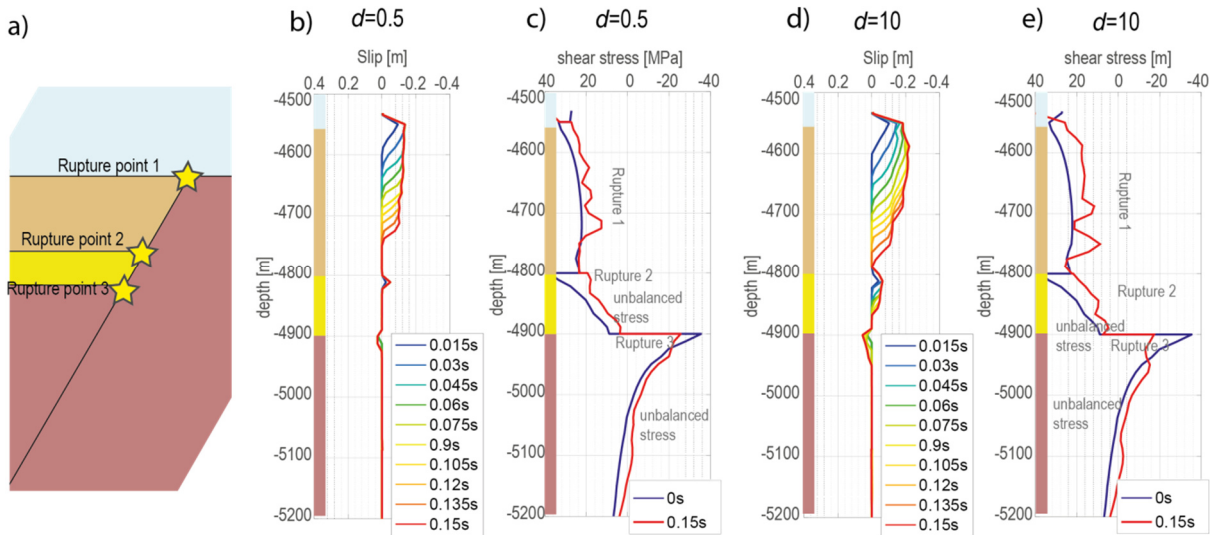 a)
Rupture point 1
Rupture point 2
Rupture point 3
b)
d=0.5
Slip [m]
0.4 0.2 0 -0.2 -0.4
depth [m]
-4500
-4600
-4700
-4800
-4900
-5000
-5100
-5200
0.015s
0.03s
0.045s
0.06s
0.075s
0.9s
0.105s
0.12s
0.135s
0.15s
c)
d=0.5
shear stress [MPa]
40 20 0 -20 -40
depth [m]
-4500
-4600
-4700
-4800
-4900
-5000
-5100
-5200
Rupture 1
Rupture 2
unbalanced
stress
Rupture 3
unbalanced
stress
0s
0.15s
d)
d=10
Slip [m]
0.4 0.2 0 -0.2 -0.4
depth [m]
-4500
-4600
-4700
-4800
-4900
-5000
-5100
-5200
0.015s
0.03s
0.045s
0.06s
0.075s
0.9s
0.105s
0.12s
0.135s
0.15s
e)
d=10
shear stress [m]
40 20 0 -20 -40
depth [m]
-4500
-4600
-4700
-4800
-4900
-5000
-5100
-5200
Rupture 1
Rupture 2
unbalanced
stress
Rupture 3
unbalanced
stress
0s
0.15s